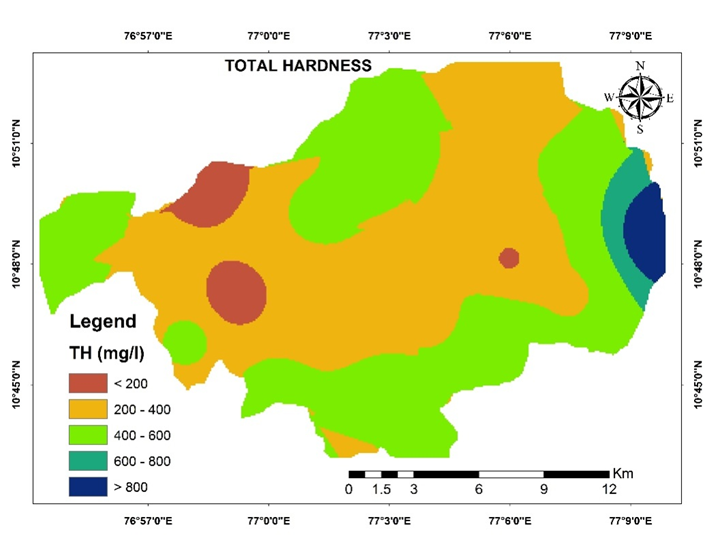 76°57'0"E 77°0'0"E 77°3'0"E 77°6'0"E 77°9'0"E
TOTAL HARDNESS
N
W E
S
10°51'0"N 10°51'0"N
10°48'0"N 10°48'0"N
Legend
TH (mg/l)
< 200
10°45'0"N 10°45'0"N
200 - 400
400 - 600
600 - 800
> 800
Km
0 1.5 3 6 9 12
76°57'0"E 77°0'0"E 77°3'0"E 77°6'0"E 77°9'0"E